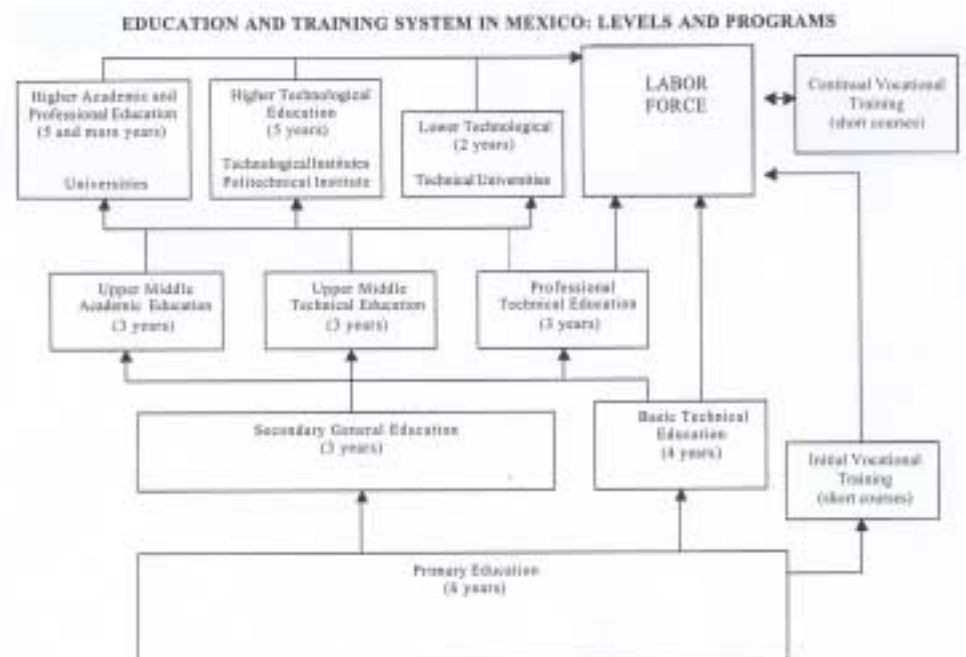 EDUCATION AND TRAINING SYSTEM IN MEXICO: LEVELS AND PROGRAMS
Higher Academic and
Professional Education
(5 and more years)
Universities
Higher Technological
Education
(5 years)
Technological Institutes
Politechnical Institute
Lower Technological
(2 years)
Technical Universities
LABOR
FORCE
Continual Vocational
Training
(short courses)
Upper Middle
Academic Education
(3 years)
Upper Middle
Technical Education
(3 years)
Professional
Technical Education
(3 years)
Secondary General Education
(3 years)
Basic Technical
Education
(4 years)
Initial Vocational
Training
(short courses)
Primary Education
(6 years)